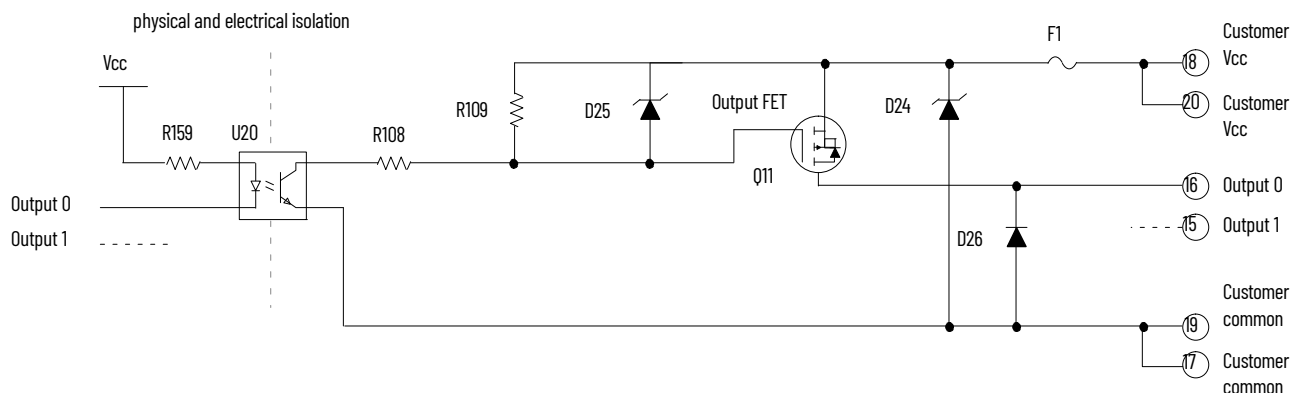 physical and electrical isolation
Vcc
R159
U20
R108
R109
D25
Output FET
Q11
D24
F1
D26
Output 0
Output 1
18
Customer
Vcc
20
Customer
Vcc
16
Output 0
15
Output 1
19
Customer
common
17
Customer
common